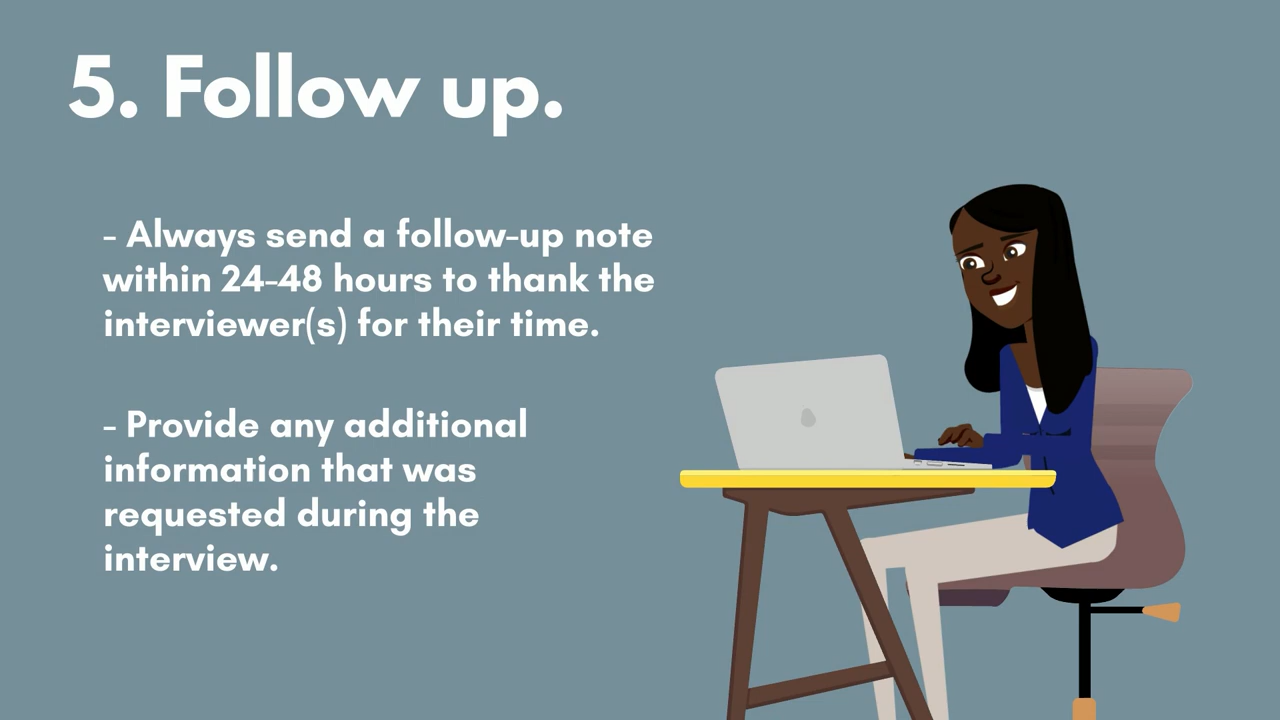 5. Follow up.
- Always send a follow-up note
within 24-48 hours to thank the
interviewer(s) for their time.
- Provide any additional
information that was
requested during the
interview.